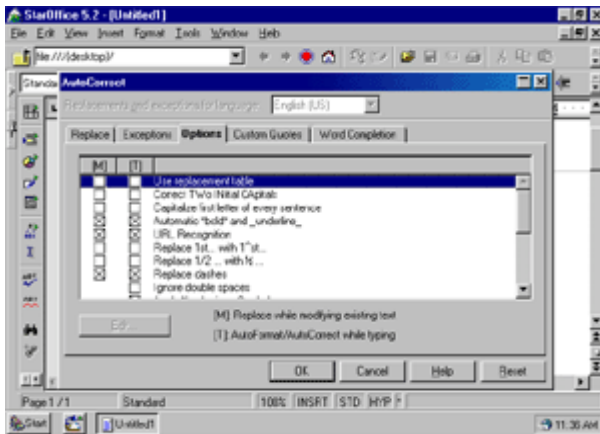 StarOffice 5.2 - [Untitled1]
File Edit View Insert Format Tools Window Help
file:///desktop/
Standa
AutoCorrect
Replacements and exceptions for language: English (US)
Replace Exceptions Options Custom Quotes Word Completion
[M] [T]
Use replacement table
Correct TWo INitial CApitals
Capitalize first letter of every sentence
Automatic *bold* and _underline_
URL Recognition
Replace 1st... with 1^st...
Replace 1/2 ... with ½ ...
Replace dashes
Ignore double spaces
Edit...
[M]: Replace while modifying existing text
[T]: AutoFormat/AutoCorrect while typing
OK Cancel Help Reset
Page 1 / 1 Standard 100% INSRT STD HYP *
Start Untitled1 11:36 AM